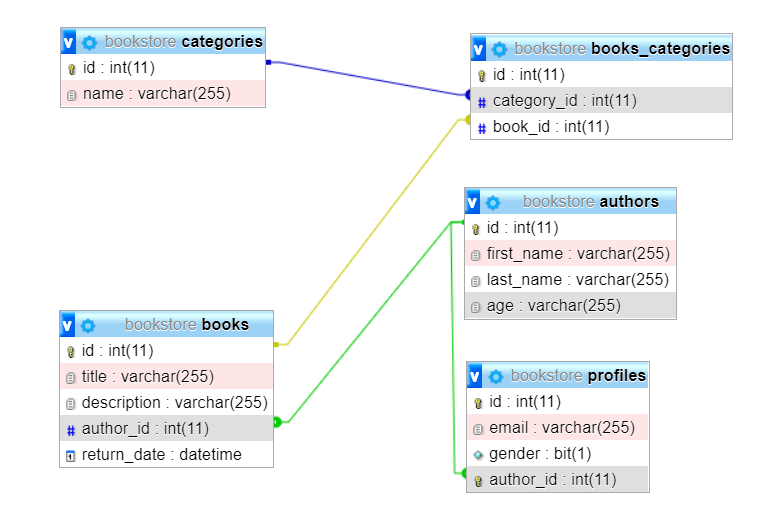 v bookstore categories
id : int(11)
name : varchar(255)
v bookstore books_categories
id : int(11)
# category_id : int(11)
# book_id : int(11)
v bookstore authors
id : int(11)
first_name : varchar(255)
last_name : varchar(255)
age : varchar(255)
v bookstore books
id : int(11)
title : varchar(255)
description : varchar(255)
# author_id : int(11)
return_date : datetime
v bookstore profiles
id : int(11)
email : varchar(255)
gender : bit(1)
author_id : int(11)